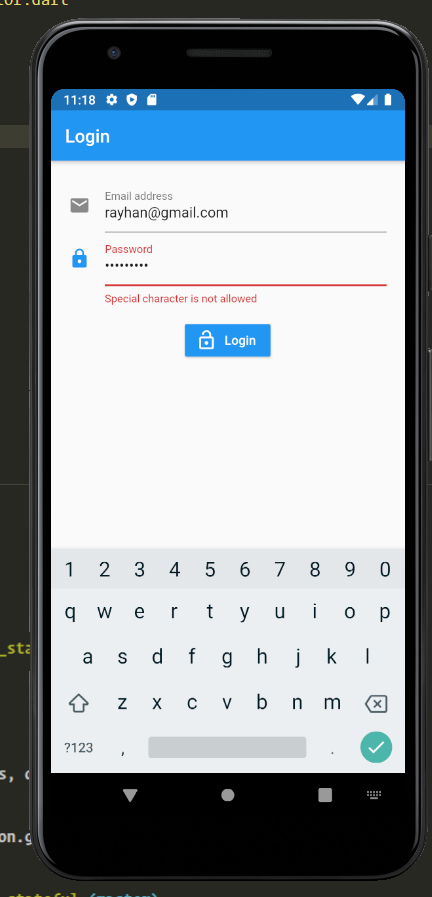 tor.dart
11:18
Login
Email address
rayhan@gmail.com
Password
•••••••••
Special character is not allowed
Login
1 2 3 4 5 6 7 8 9 0
q w e r t y u i o p
a s d f g h j k l
_sta
z x c v b n m
?123 , .
s, c
on.g
_stateful (master)